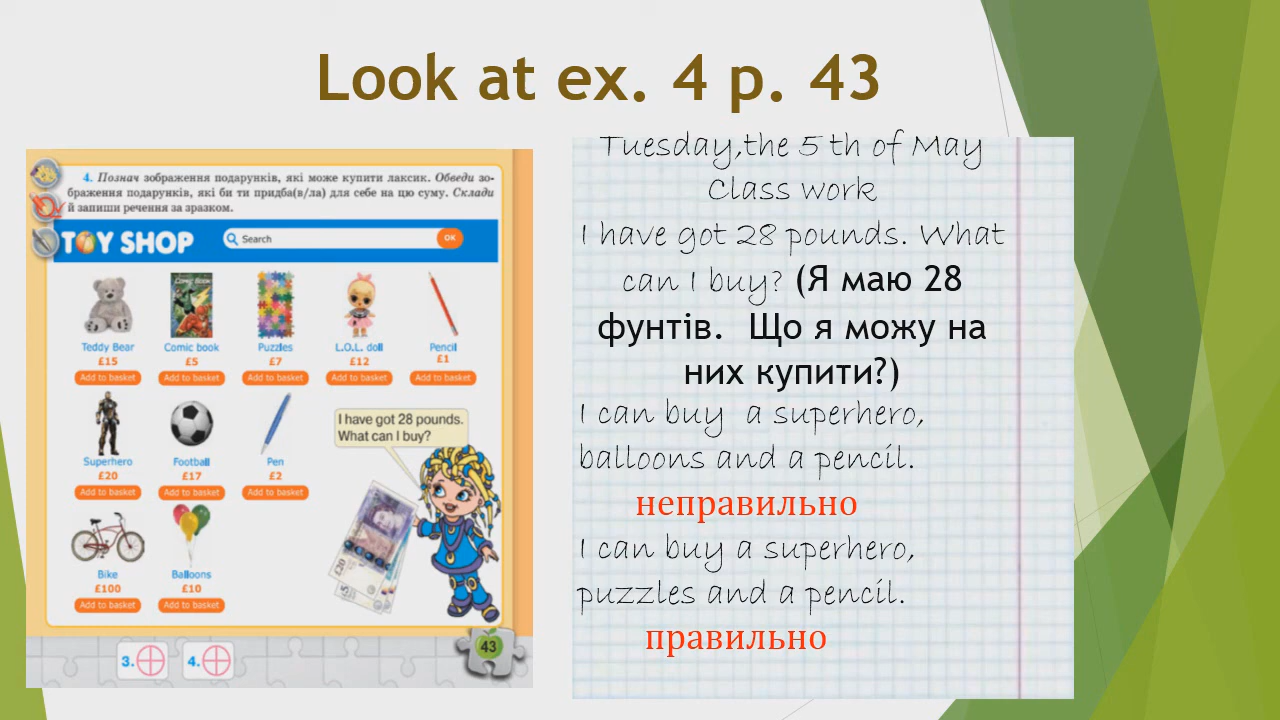 Look at ex. 4 p. 43
4. Познач зображення подарунків, які може купити лаксик. Обведи зо-
браження подарунків, які би ти придба(в/ла) для себе на цю суму. Склади
й запиши речення за зразком.
TOY SHOP
Search
OK
Teddy Bear
£15
Add to basket
Comic book
£5
Add to basket
Puzzles
£7
Add to basket
L.O.L. doll
£12
Add to basket
Pencil
£1
Add to basket
Superhero
£20
Add to basket
Football
£17
Add to basket
Pen
£2
Add to basket
I have got 28 pounds.
What can I buy?
Bike
£100
Add to basket
Balloons
£10
Add to basket
3.
4.
43
Tuesday,the 5 th of May
Class work
I have got 28 pounds. What
can I buy? (Я маю 28
фунтів. Що я можу на
них купити?)
I can buy a superhero,
balloons and a pencil.
неправильно
I can buy a superhero,
puzzles and a pencil.
правильно